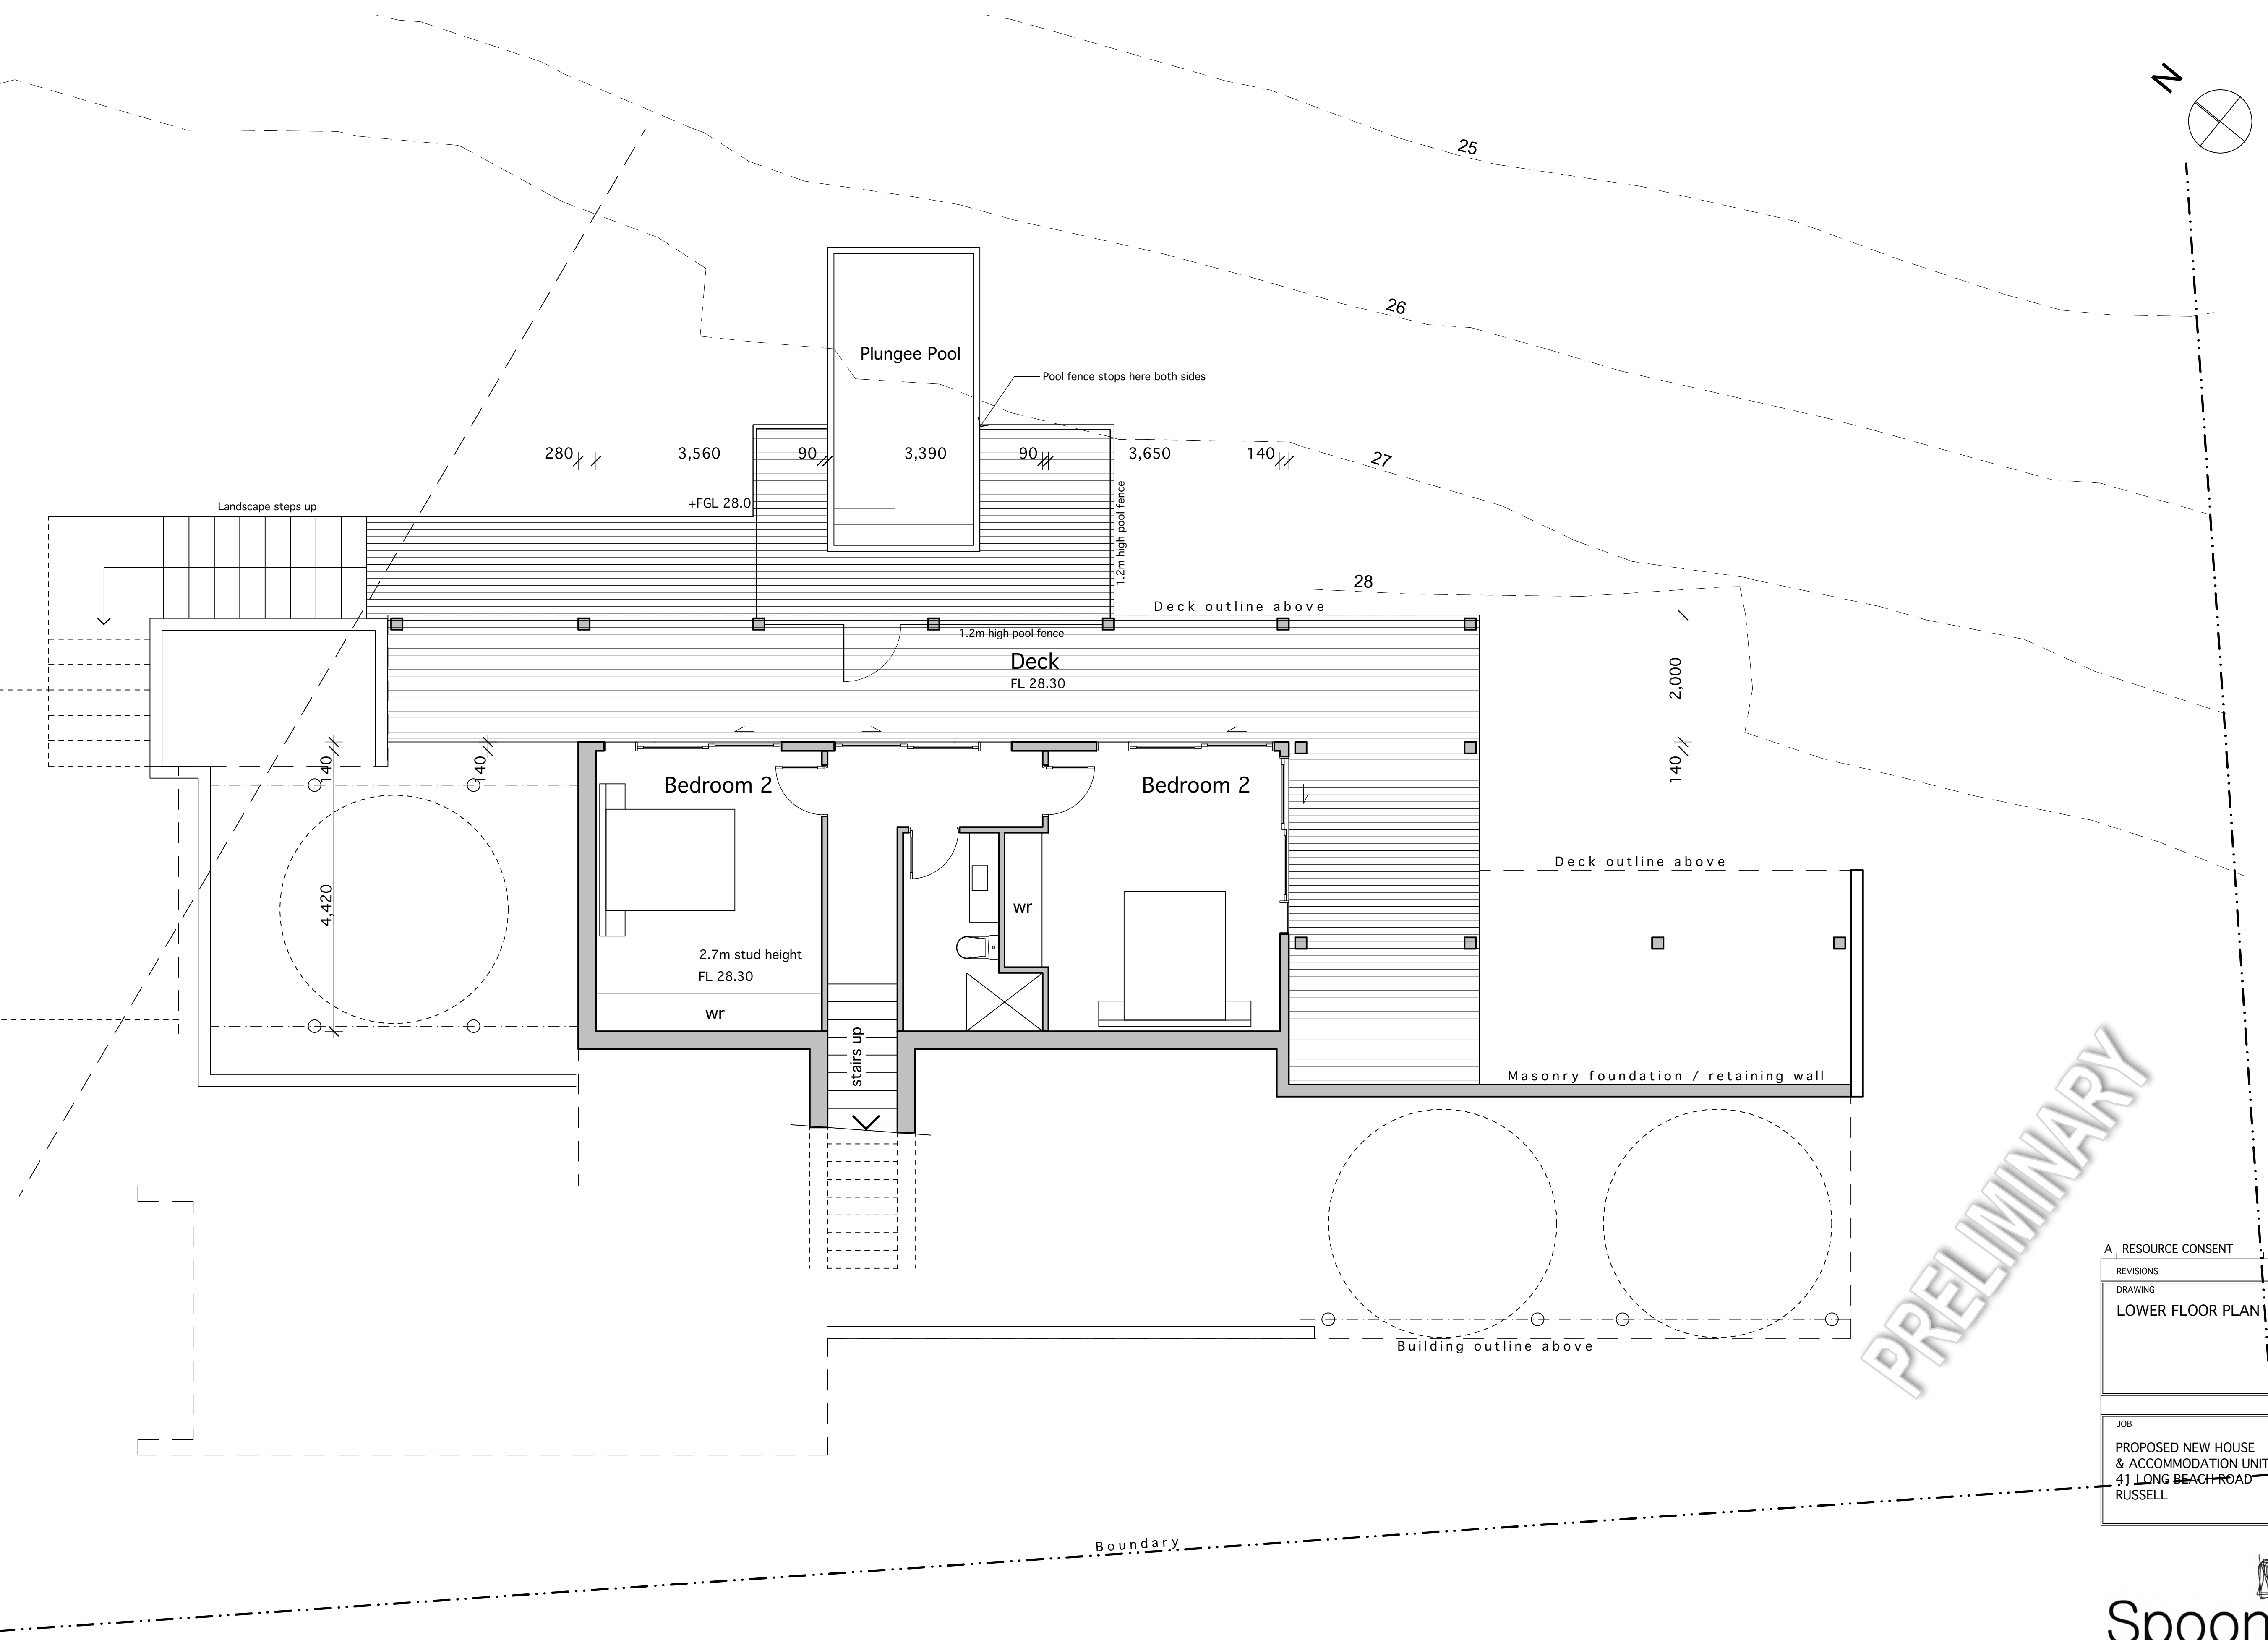 N
25
26
Plungee Pool
Pool fence stops here both sides
280
3,560
90
3,390
90
3,650
140
27
+FGL 28.0
1.2m high pool fence
Landscape steps up
28
Deck outline above
1.2m high pool fence
Deck
FL 28.30
2,000
140
140
140
4,420
Bedroom 2
Bedroom 2
Deck outline above
wr
2.7m stud height
FL 28.30
wr
stairs up
Masonry foundation / retaining wall
PRELIMINARY
Building outline above
A RESOURCE CONSENT
REVISIONS
DRAWING
LOWER FLOOR PLAN
JOB
PROPOSED NEW HOUSE
& ACCOMMODATION UNIT
41 LONG BEACH ROAD
RUSSELL
Boundary
Spoon